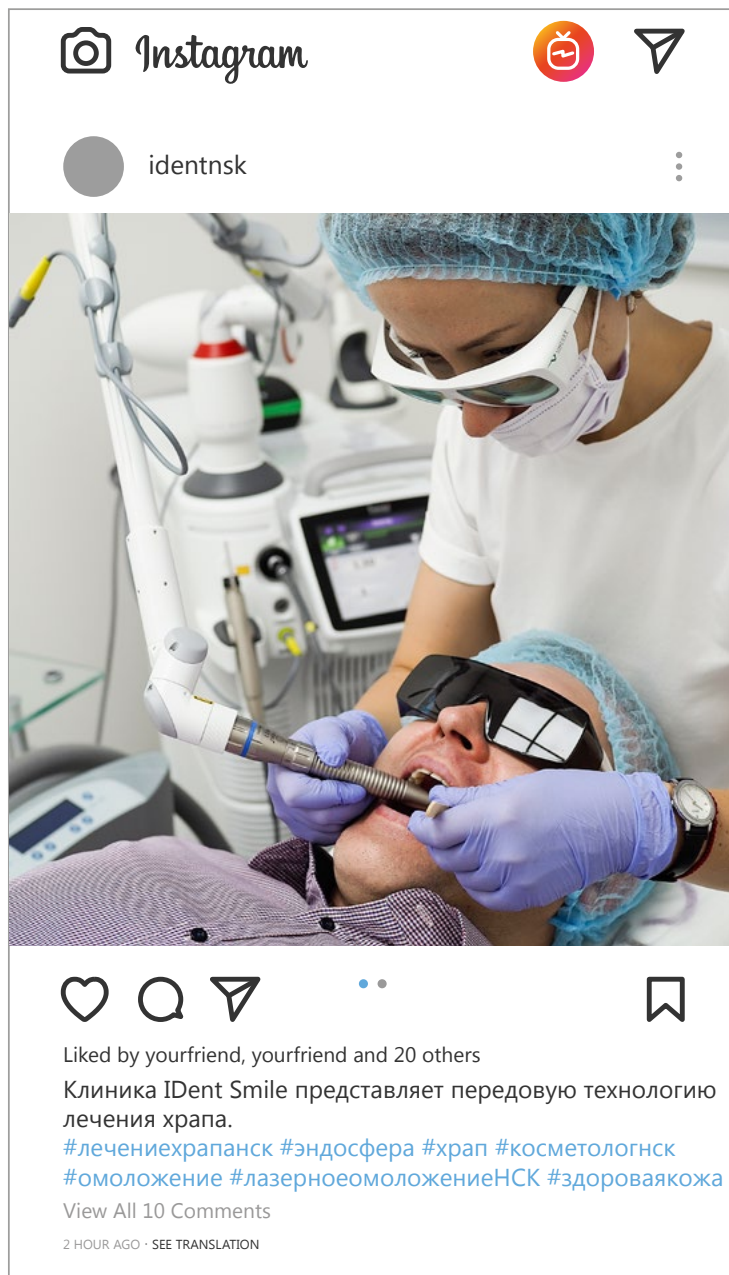 Instagram
identnsk
Liked by yourfriend, yourfriend and 20 others
Клиника IDent Smile представляет передовую технологию
лечения храпа.
#лечениехрапанск #эндосфера #храп #косметологнск
#омоложение #лазерноеомоложениеНСК #здороваякожа
View All 10 Comments
2 HOUR AGO · SEE TRANSLATION